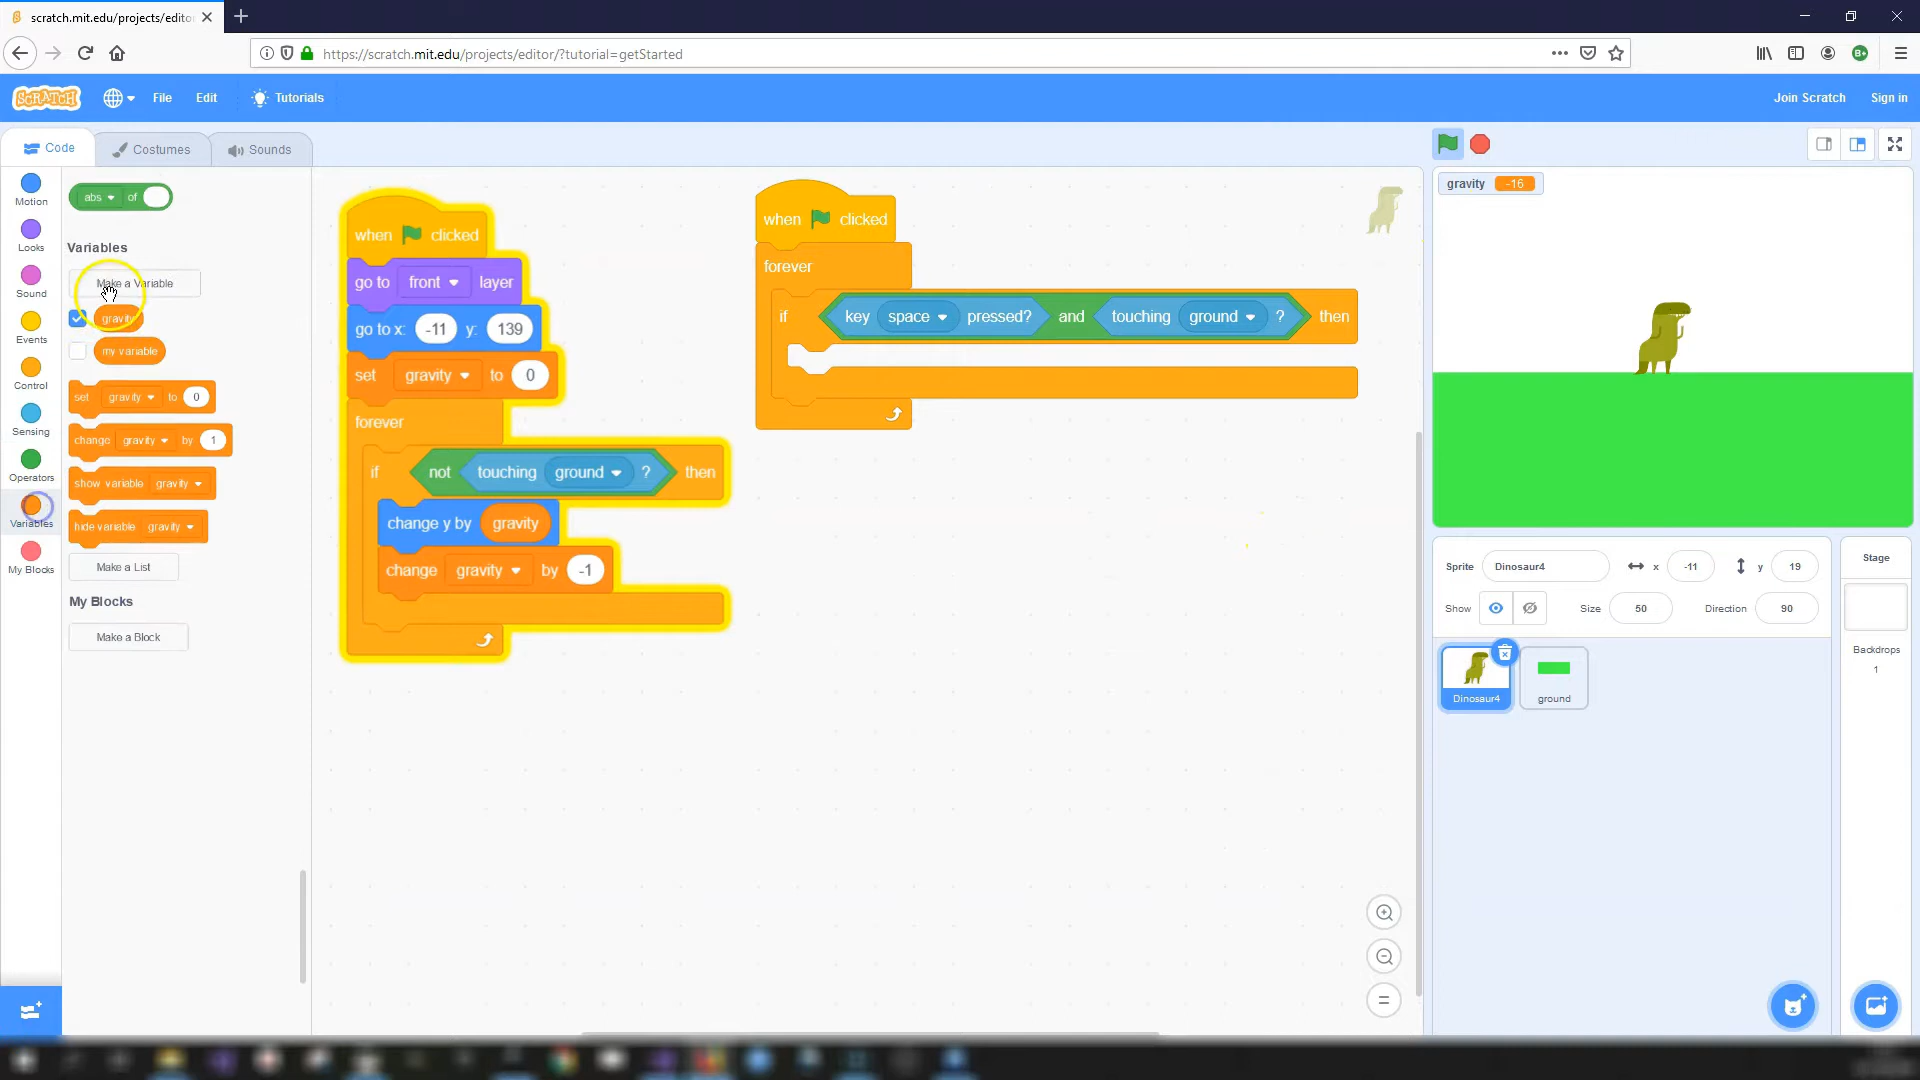 scratch.mit.edu/projects/edito
https://scratch.mit.edu/projects/editor/?tutorial=getStarted
SCRATCH
File
Edit
Tutorials
Join Scratch
Sign in
Code
Costumes
Sounds
Motion
Looks
Sound
Events
Control
Sensing
Operators
Variables
My Blocks
abs of
Variables
Make a Variable
gravity
my variable
set gravity to 0
change gravity by 1
show variable gravity
hide variable gravity
Make a List
My Blocks
Make a Block
when clicked
go to front layer
go to x: -11 y: 139
set gravity to 0
forever
if not touching ground ? then
change y by gravity
change gravity by -1
when clicked
forever
if key space pressed? and touching ground ? then
gravity -16
Sprite Dinosaur4 x -11 y 19
Show Size 50 Direction 90
Dinosaur4
ground
Stage
Backdrops
1